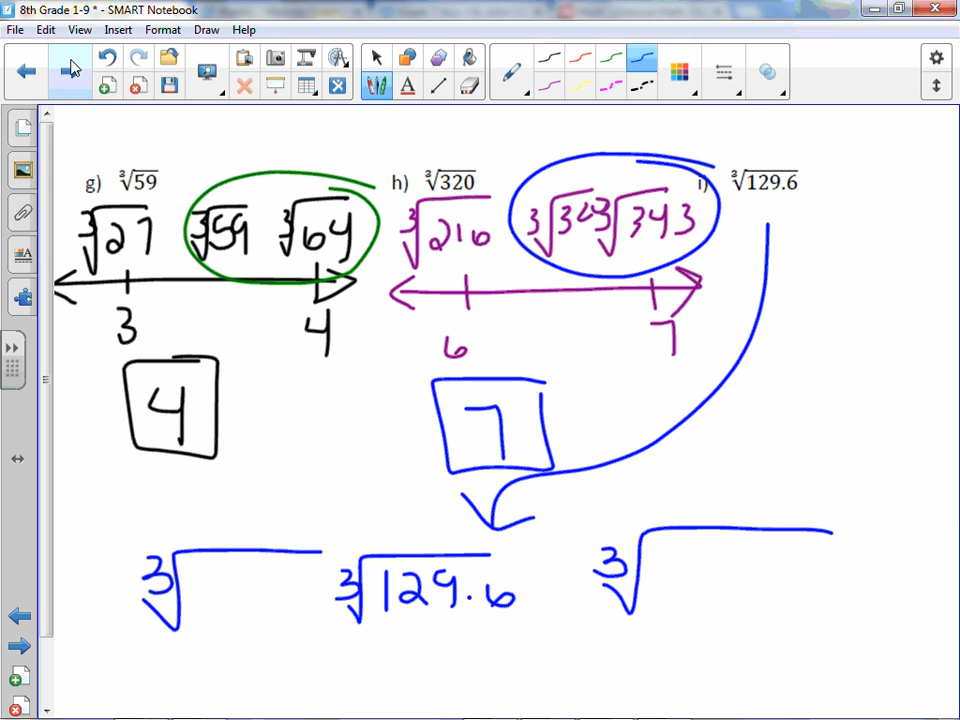 8th Grade 1-9 * - SMART Notebook
File Edit View Insert Format Draw Help
g) ∛59 h) ∛320 i) ∛129.6
∛27 ∛59 ∛64 ∛216 ∛320 ∛343
3 4 6 7
4 7
∛ ∛129.6 ∛